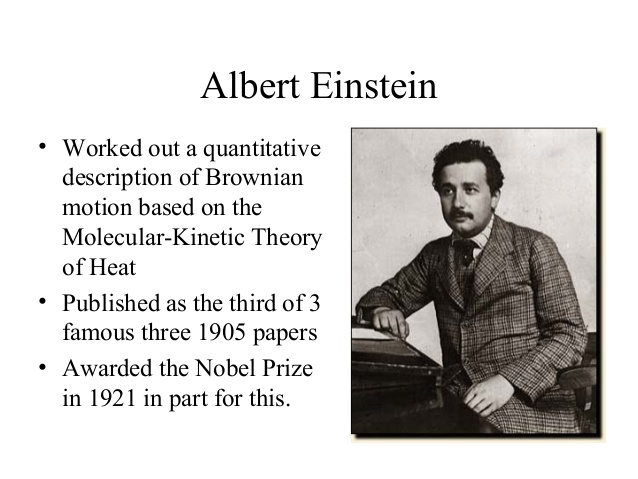 Albert Einstein
• Worked out a quantitative
description of Brownian
motion based on the
Molecular-Kinetic Theory
of Heat
• Published as the third of 3
famous three 1905 papers
• Awarded the Nobel Prize
in 1921 in part for this.